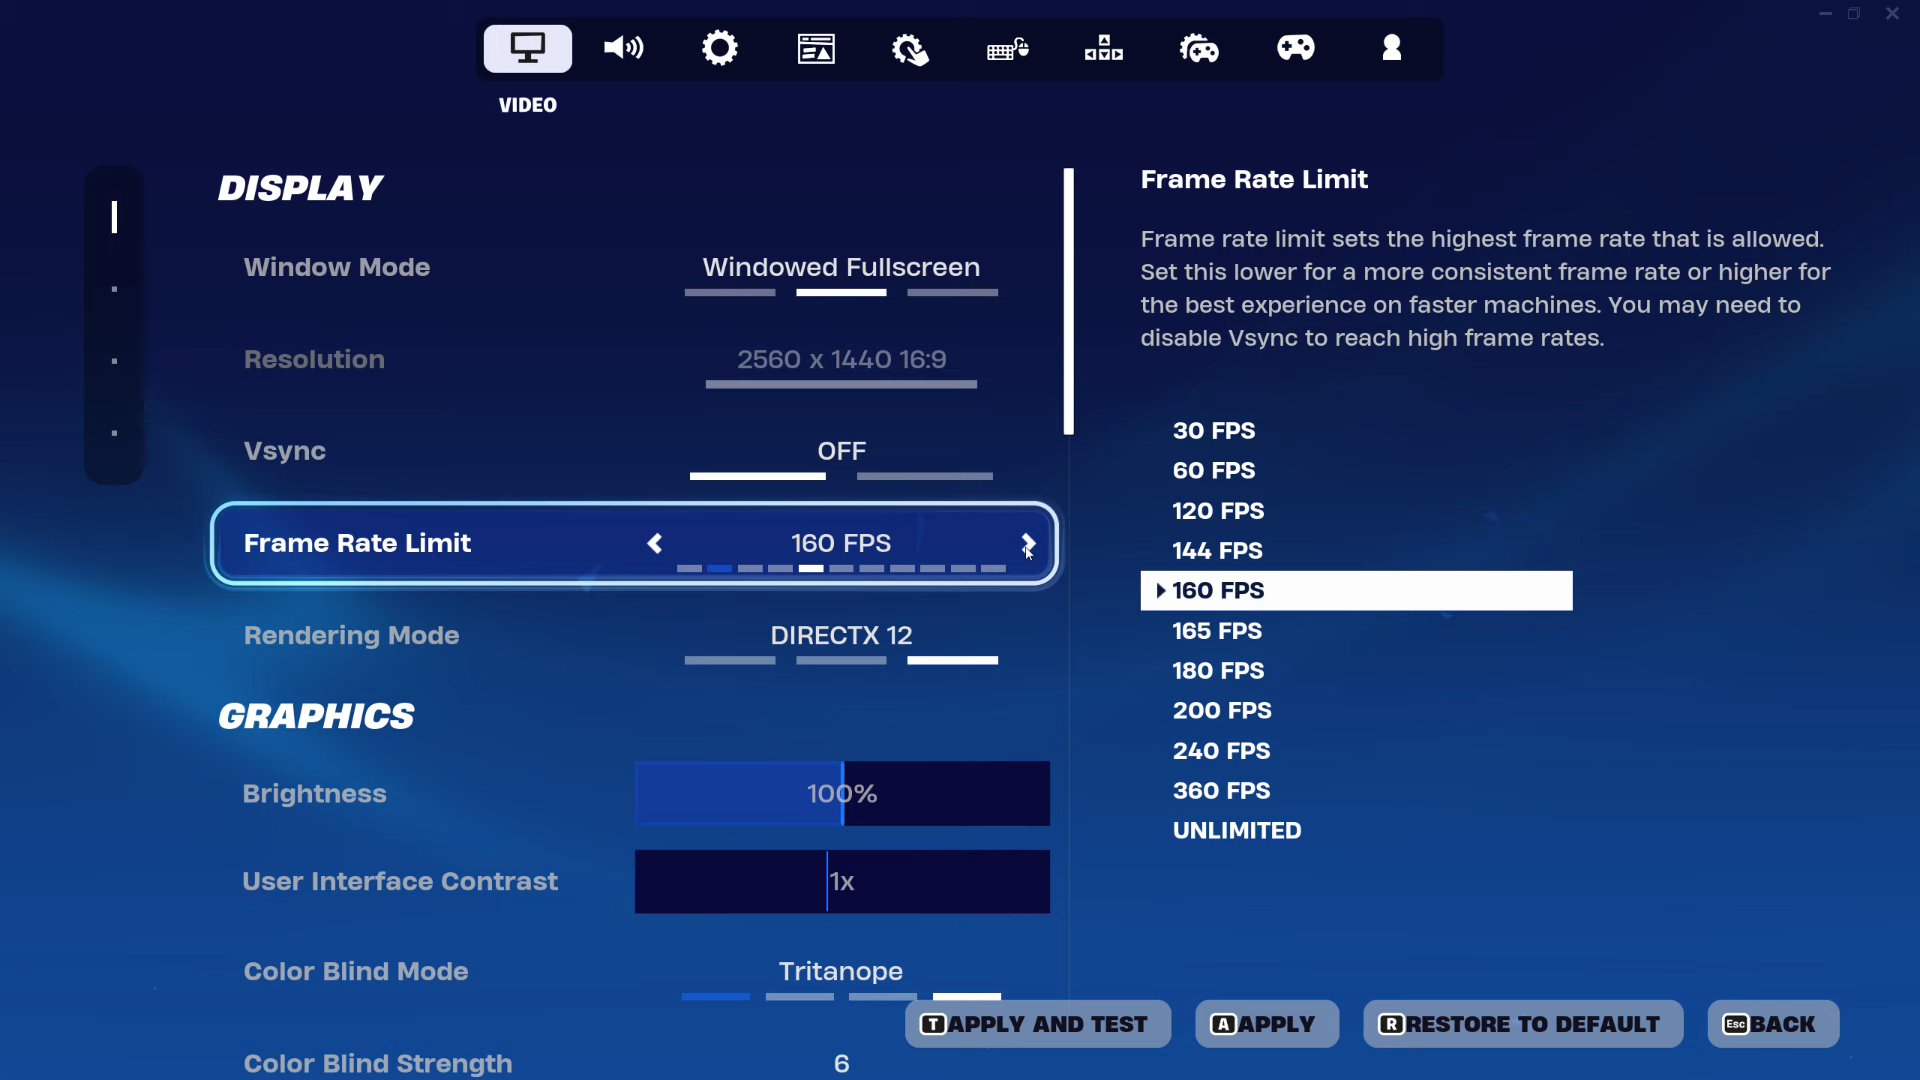 VIDEO
DISPLAY
Window Mode
Windowed Fullscreen
Resolution
2560 x 1440 16:9
Vsync
OFF
Frame Rate Limit
160 FPS
Rendering Mode
DIRECTX 12
GRAPHICS
Brightness
100%
User Interface Contrast
1x
Color Blind Mode
Tritanope
Color Blind Strength
6
Frame Rate Limit
Frame rate limit sets the highest frame rate that is allowed.
Set this lower for a more consistent frame rate or higher for
the best experience on faster machines. You may need to
disable Vsync to reach high frame rates.
30 FPS
60 FPS
120 FPS
144 FPS
160 FPS
165 FPS
180 FPS
200 FPS
240 FPS
360 FPS
UNLIMITED
T APPLY AND TEST
A APPLY
R RESTORE TO DEFAULT
Esc BACK